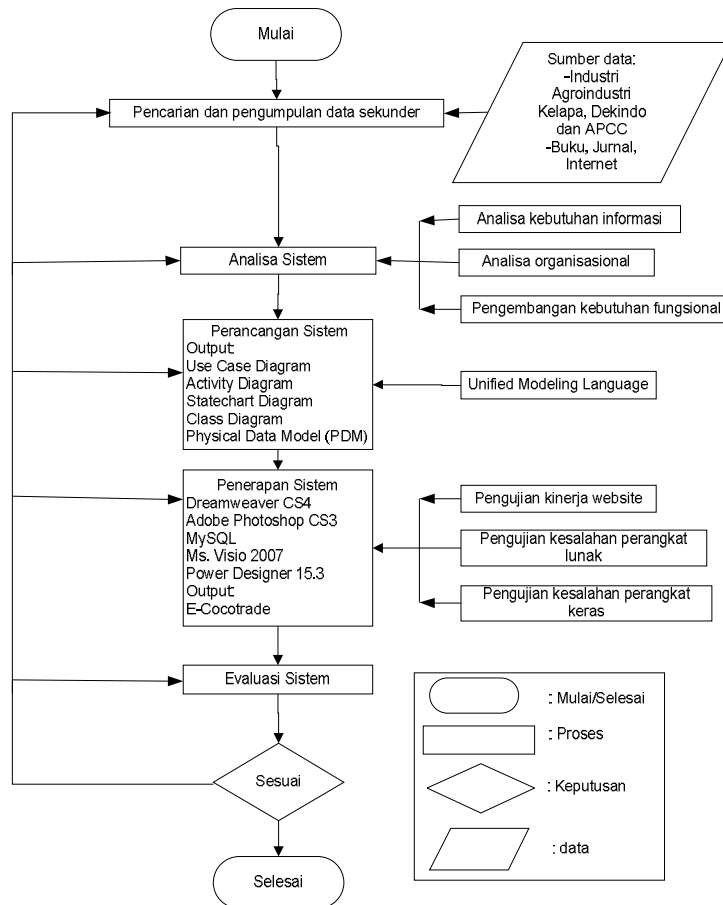 Mulai
Pencarian dan pengumpulan data sekunder
Sumber data:
-Industri
Agroindustri
Kelapa, Dekindo
dan APCC
-Buku, Jurnal,
Internet
Analisa Sistem
Analisa kebutuhan informasi
Analisa organisasional
Pengembangan kebutuhan fungsional
Perancangan Sistem
Output:
Use Case Diagram
Activity Diagram
Statechart Diagram
Class Diagram
Physical Data Model (PDM)
Unified Modeling Language
Penerapan Sistem
Dreamweaver CS4
Adobe Photoshop CS3
MySQL
Ms. Visio 2007
Power Designer 15.3
Output:
E-Cocotrade
Pengujian kinerja website
Pengujian kesalahan perangkat
lunak
Pengujian kesalahan perangkat
keras
Evaluasi Sistem
Sesuai
Selesai
: Mulai/Selesai
: Proses
: Keputusan
: data